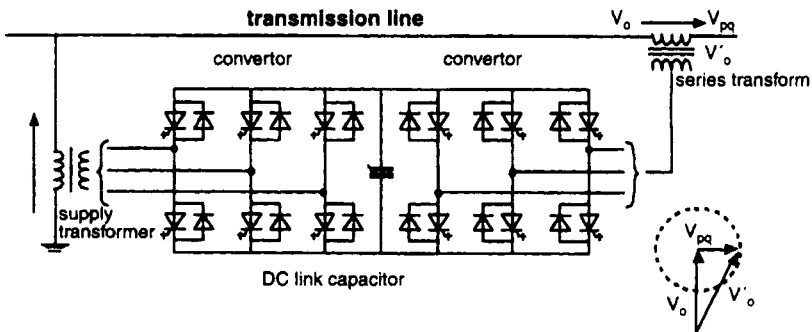 transmission line
V₀ V_pq
V´₀
convertor convertor
series transform
supply
transformer
DC link capacitor
V_pq
V₀ V´₀